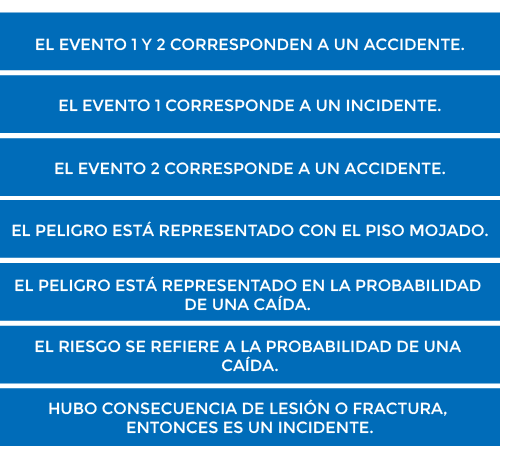 EL EVENTO 1 Y 2 CORRESPONDEN A UN ACCIDENTE.
EL EVENTO 1 CORRESPONDE A UN INCIDENTE.
EL EVENTO 2 CORRESPONDE A UN ACCIDENTE.
EL PELIGRO ESTÁ REPRESENTADO CON EL PISO MOJADO.
EL PELIGRO ESTÁ REPRESENTADO EN LA PROBABILIDAD
DE UNA CAÍDA.
EL RIESGO SE REFIERE A LA PROBABILIDAD DE UNA
CAÍDA.
HUBO CONSECUENCIA DE LESIÓN O FRACTURA,
ENTONCES ES UN INCIDENTE.